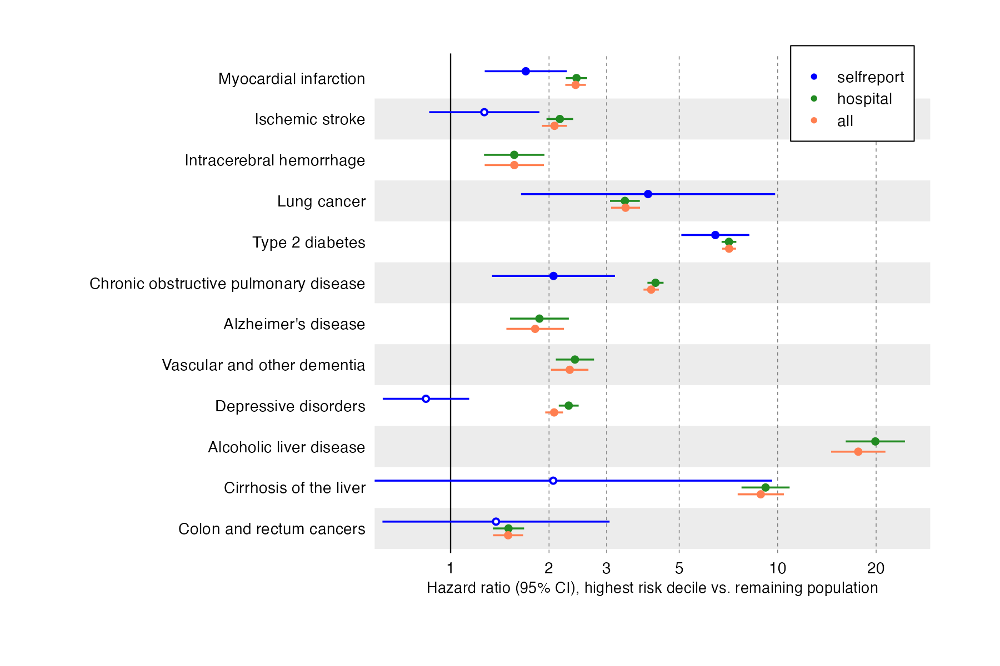 Myocardial infarction
Ischemic stroke
Intracerebral hemorrhage
Lung cancer
Type 2 diabetes
Chronic obstructive pulmonary disease
Alzheimer's disease
Vascular and other dementia
Depressive disorders
Alcoholic liver disease
Cirrhosis of the liver
Colon and rectum cancers
selfreport
hospital
all
1 2 3 5 10 20
Hazard ratio (95% CI), highest risk decile vs. remaining population